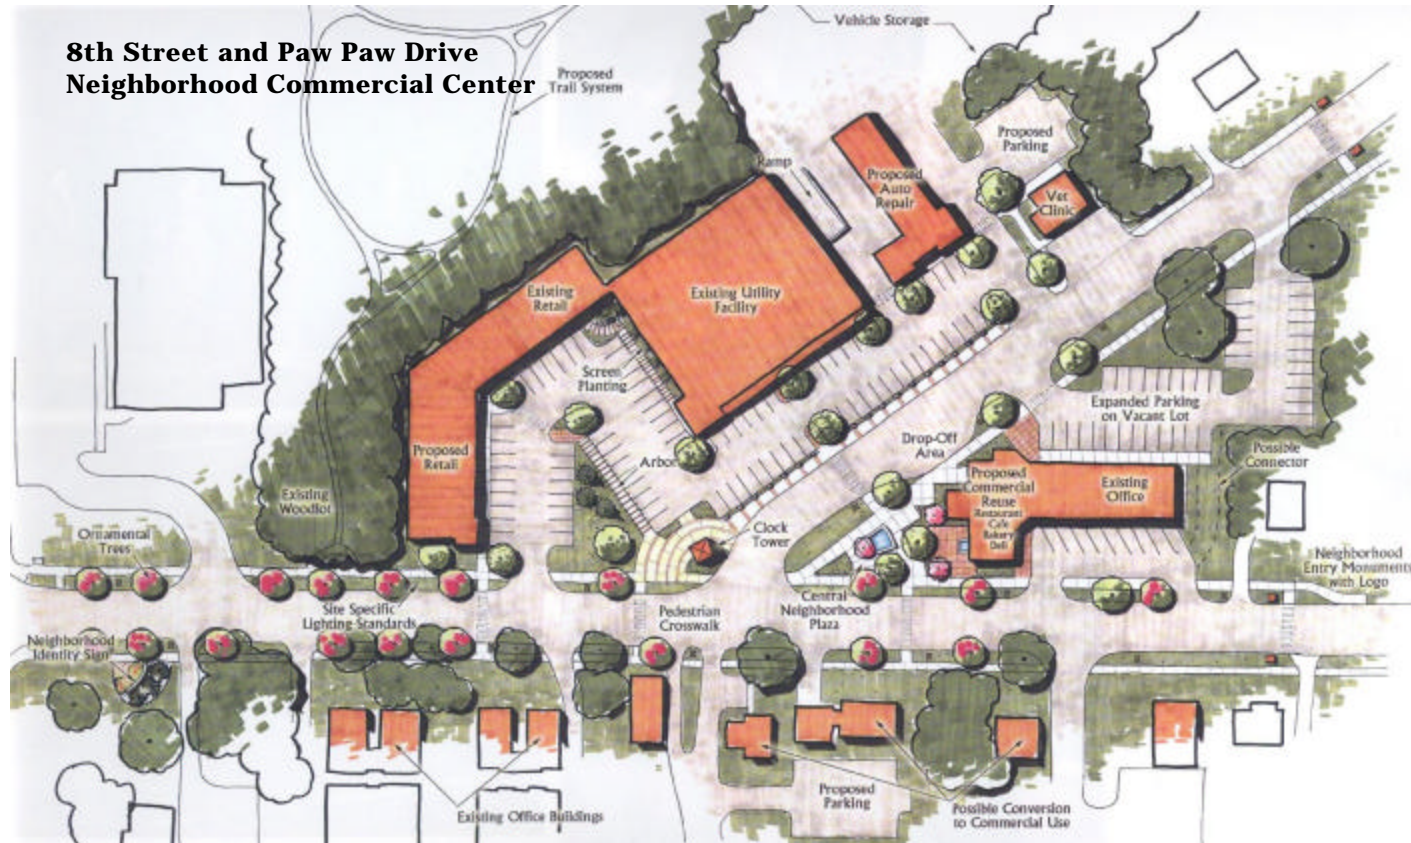 8th Street and Paw Paw Drive
Neighborhood Commercial Center
Vehicle Storage
Proposed
Trail System
Proposed
Parking
Ramp
Proposed
Auto
Repair
Vet
Clinic
Existing
Retail
Existing Utility
Facility
Screen
Planting
Expanded Parking
on Vacant Lot
Drop-Off
Area
Possible
Connector
Proposed
Retail
Arbor
Proposed
Commercial
Reuse
Restaurant
Cafe
Bakery
Deli
Existing
Office
Existing
Woodlot
Clock
Tower
Ornamental
Trees
Neighborhood
Entry Monuments
with Logo
Site Specific
Lighting Standards
Pedestrian
Crosswalk
Central
Neighborhood
Plaza
Neighborhood
Identity Sign
Proposed
Parking
Existing Office Buildings
Possible Conversion
to Commercial Use